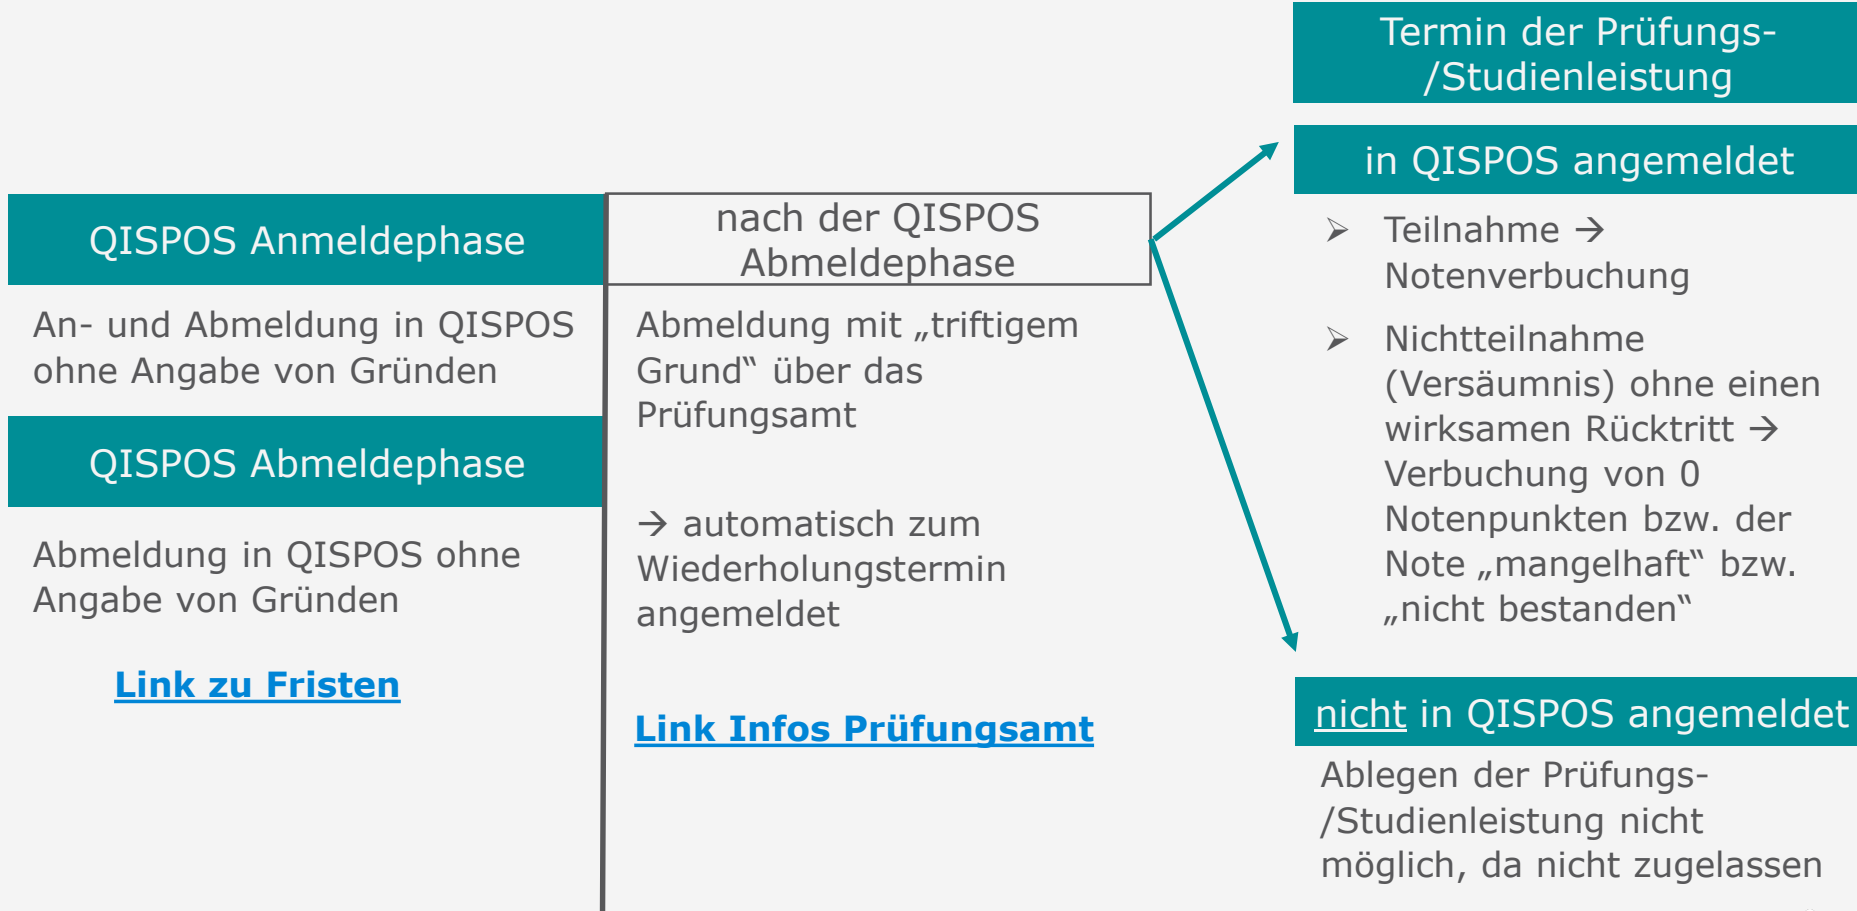 QISPOS Anmeldephase
An- und Abmeldung in QISPOS
ohne Angabe von Gründen
QISPOS Abmeldephase
Abmeldung in QISPOS ohne
Angabe von Gründen
Link zu Fristen
nach der QISPOS
Abmeldephase
Abmeldung mit „triftigem
Grund“ über das
Prüfungsamt
→ automatisch zum
Wiederholungstermin
angemeldet
Link Infos Prüfungsamt
Termin der Prüfungs-
/Studienleistung
in QISPOS angemeldet
➢ Teilnahme →
Notenverbuchung
➢ Nichtteilnahme
(Versäumnis) ohne einen
wirksamen Rücktritt →
Verbuchung von 0
Notenpunkten bzw. der
Note „mangelhaft“ bzw.
„nicht bestanden“
nicht in QISPOS angemeldet
Ablegen der Prüfungs-
/Studienleistung nicht
möglich, da nicht zugelassen